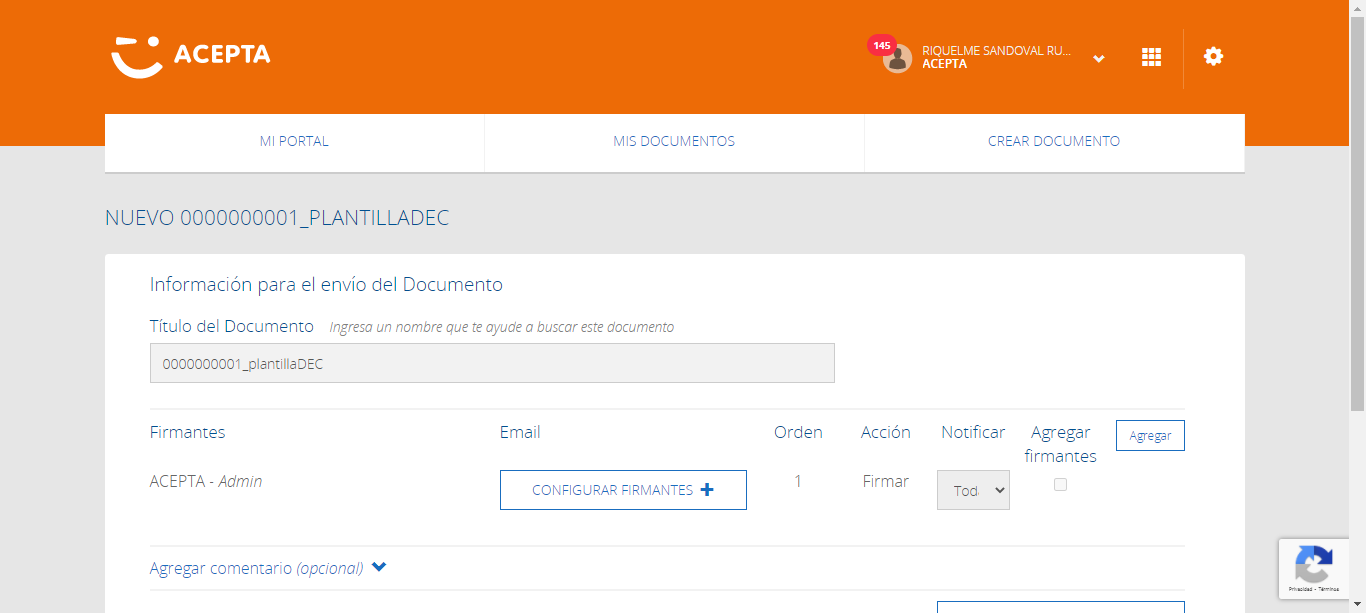 ACEPTA
145
RIQUELME SANDOVAL RU...
ACEPTA
MI PORTAL
MIS DOCUMENTOS
CREAR DOCUMENTO
NUEVO 0000000001_PLANTILLADEC
Información para el envío del Documento
Título del Documento Ingresa un nombre que te ayude a buscar este documento
0000000001_plantillaDEC
Firmantes Email Orden Acción Notificar Agregar firmantes Agregar
ACEPTA - Admin CONFIGURAR FIRMANTES 1 Firmar Tod
Agregar comentario (opcional)
Privacidad - Términos